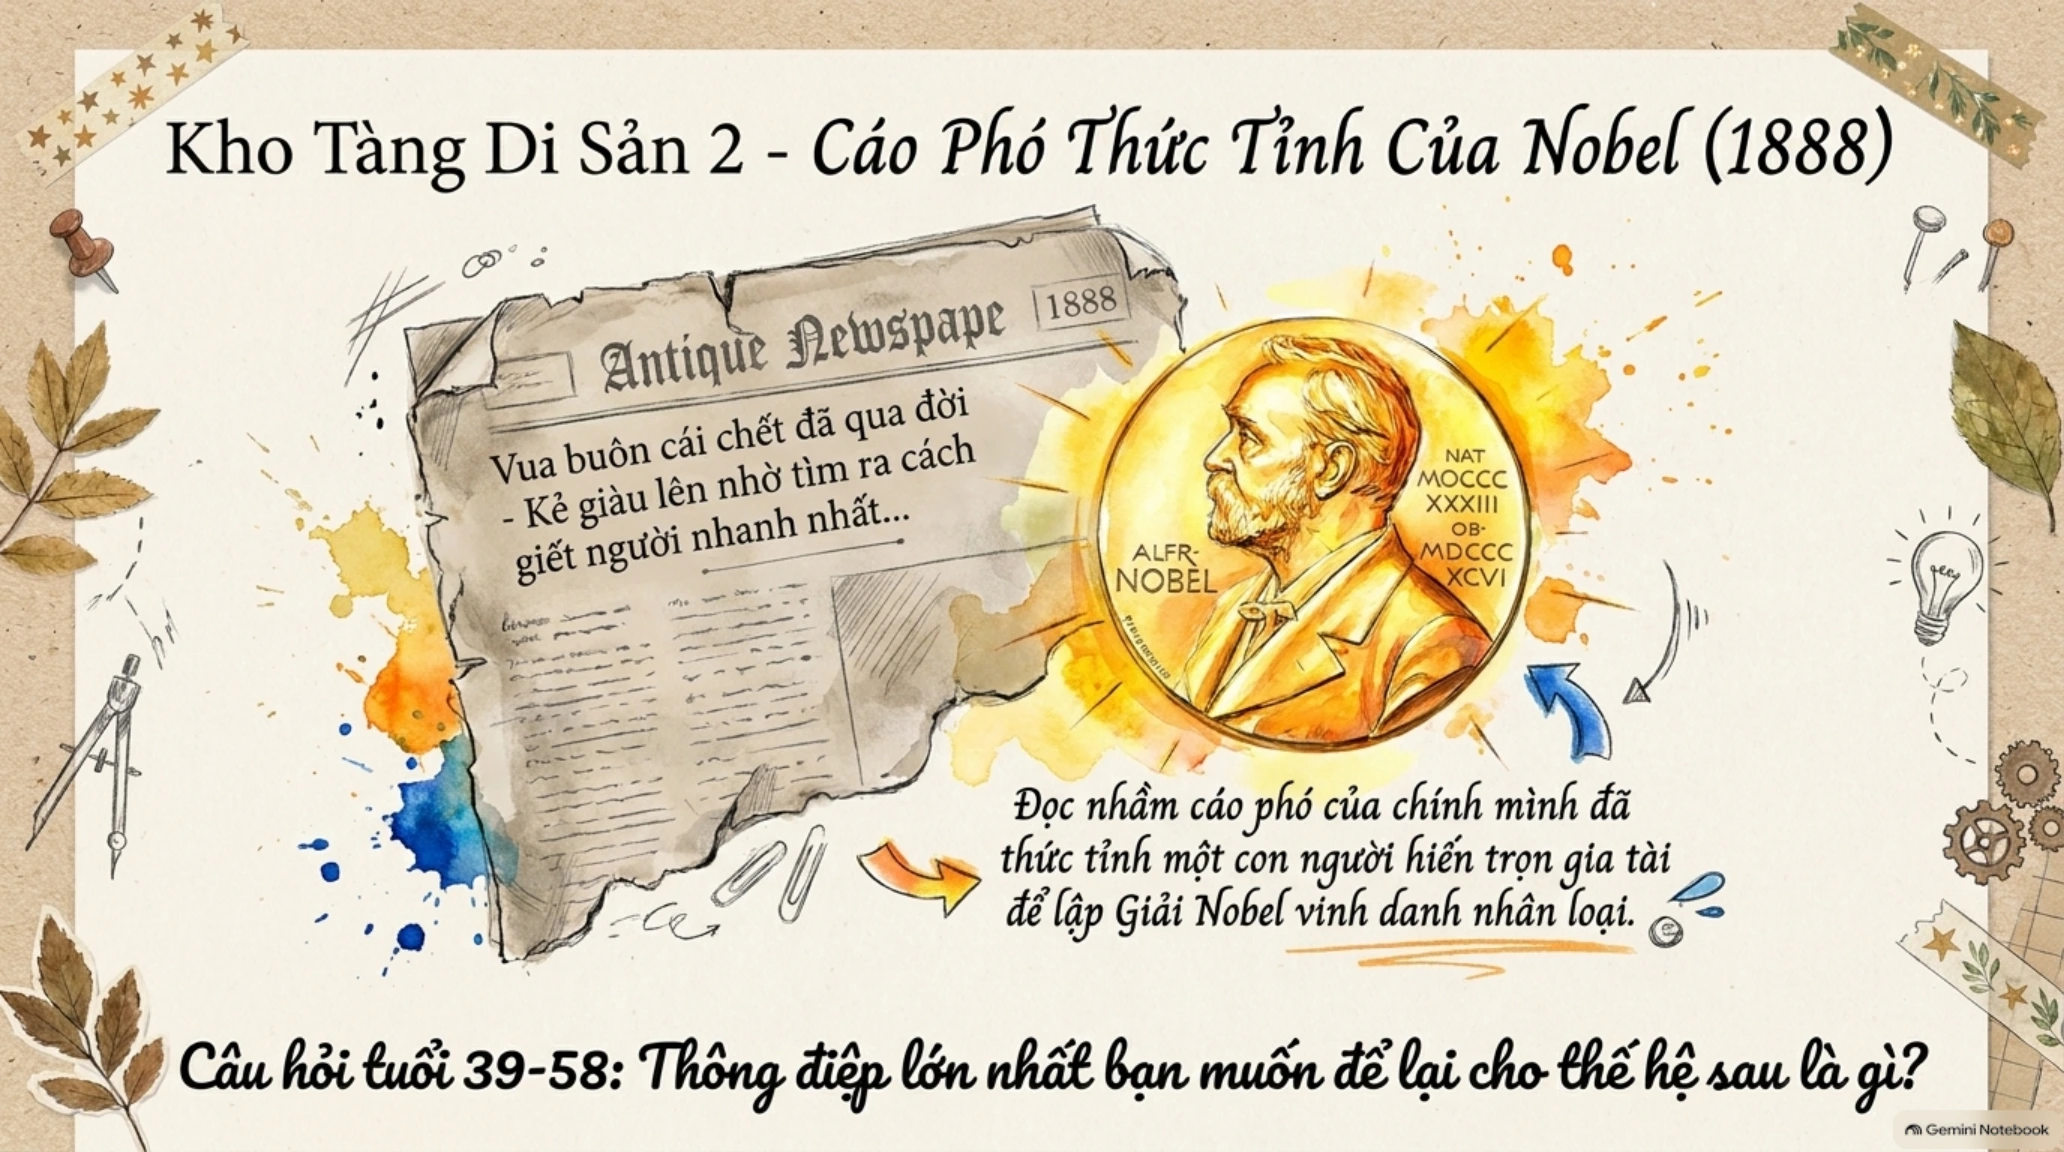 Kho Tàng Di Sản 2 - Cáo Phó Thức Tỉnh Của Nobel (1888)
Antique Newspape
1888
Vua buôn cái chết đã qua đời
- Kẻ giàu lên nhờ tìm ra cách
giết người nhanh nhất...
ALFR-
NOBEL
NAT
MOCCC
XXXIII
OB-
MDCCC
XCVI
Đọc nhầm cáo phó của chính mình đã
thức tỉnh một con người hiến trọn gia tài
để lập Giải Nobel vinh danh nhân loại.
Câu hỏi tuổi 39-58: Thông điệp lớn nhất bạn muốn để lại cho thế hệ sau là gì?
Gemini Notebook